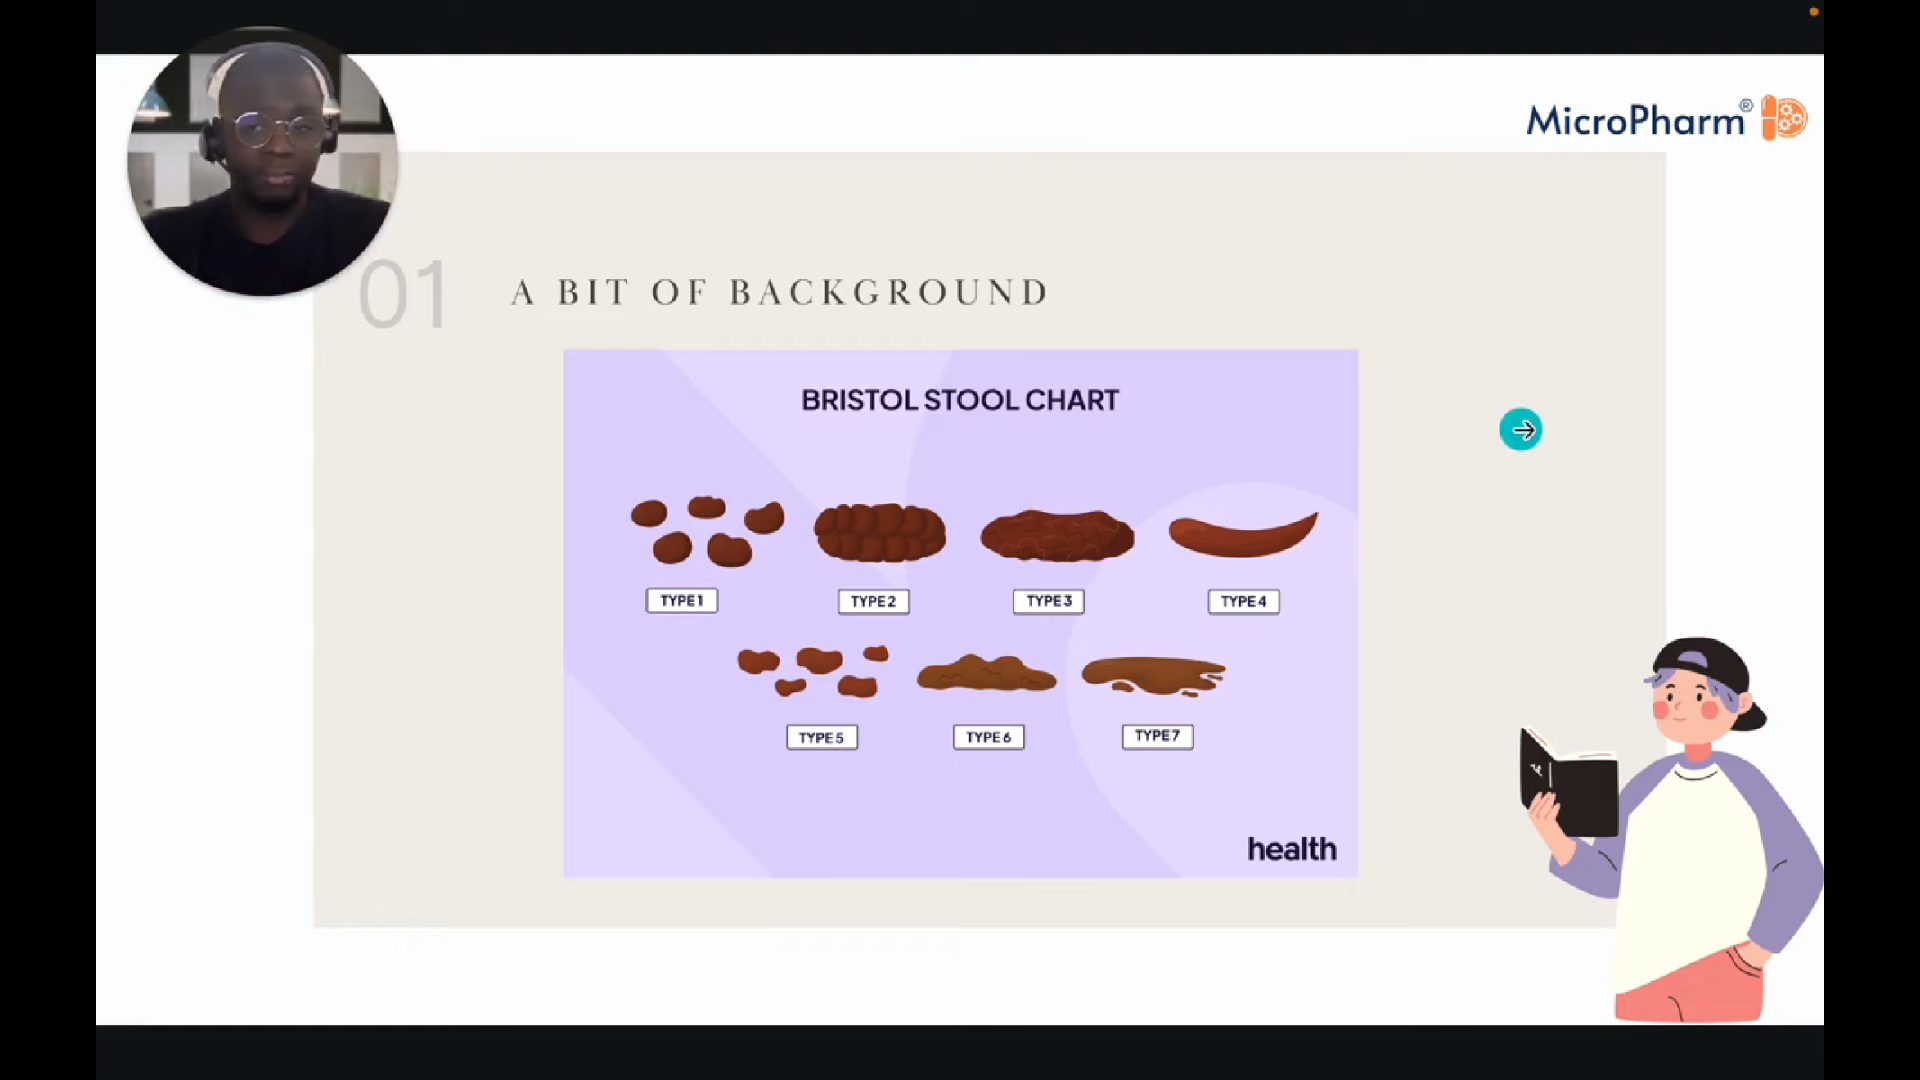 MicroPharm®
01
A BIT OF BACKGROUND
BRISTOL STOOL CHART
TYPE 1
TYPE 2
TYPE 3
TYPE 4
TYPE 5
TYPE 6
TYPE 7
health